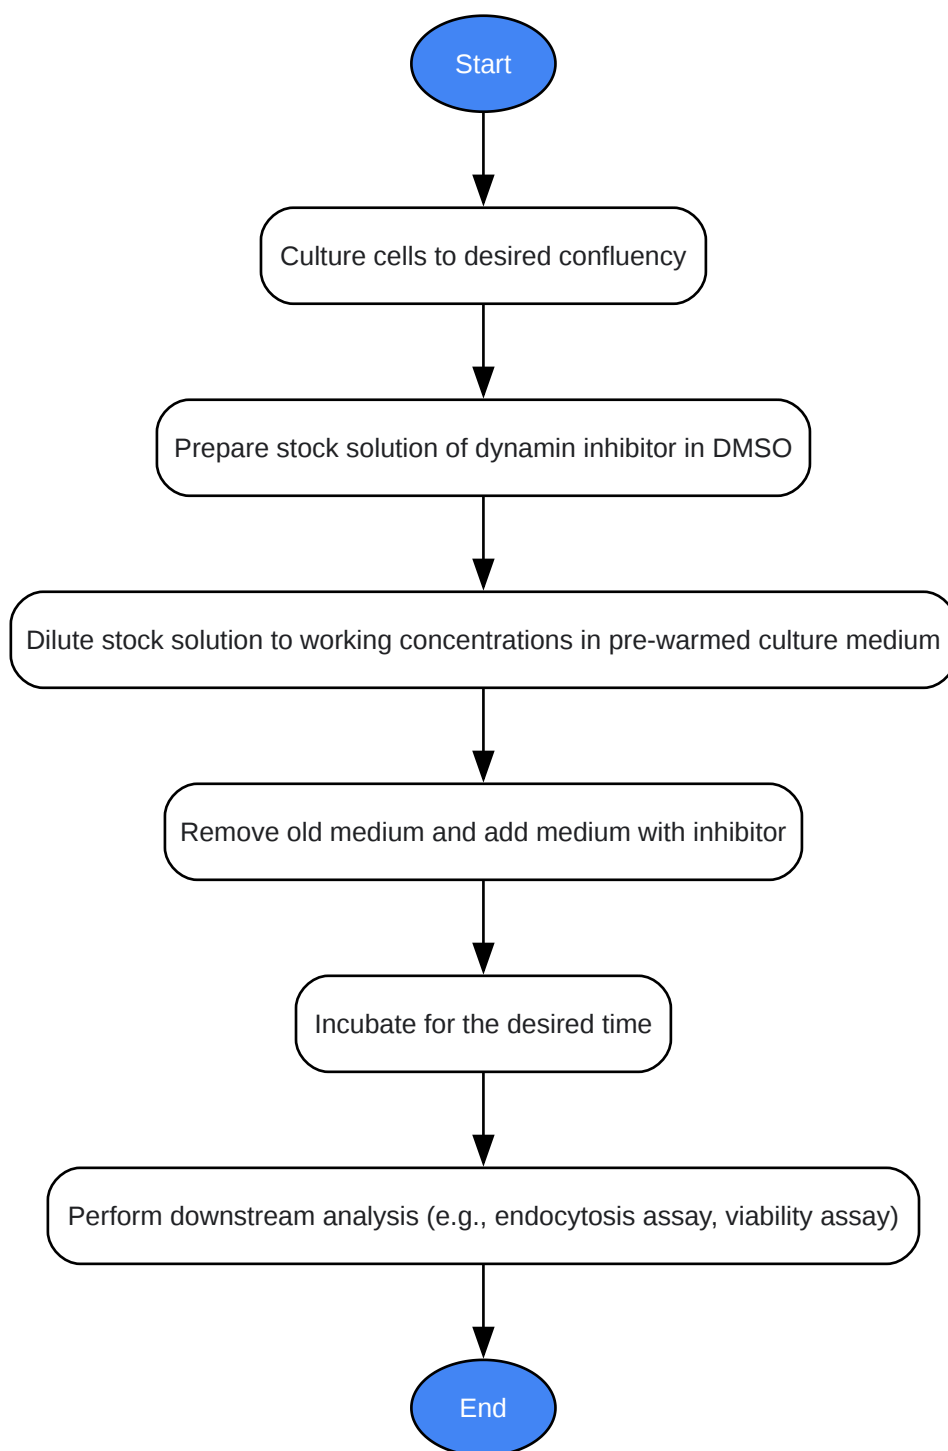 Start
Culture cells to desired confluency
Prepare stock solution of dynamin inhibitor in DMSO
Dilute stock solution to working concentrations in pre-warmed culture medium
Remove old medium and add medium with inhibitor
Incubate for the desired time
Perform downstream analysis (e.g., endocytosis assay, viability assay)
End